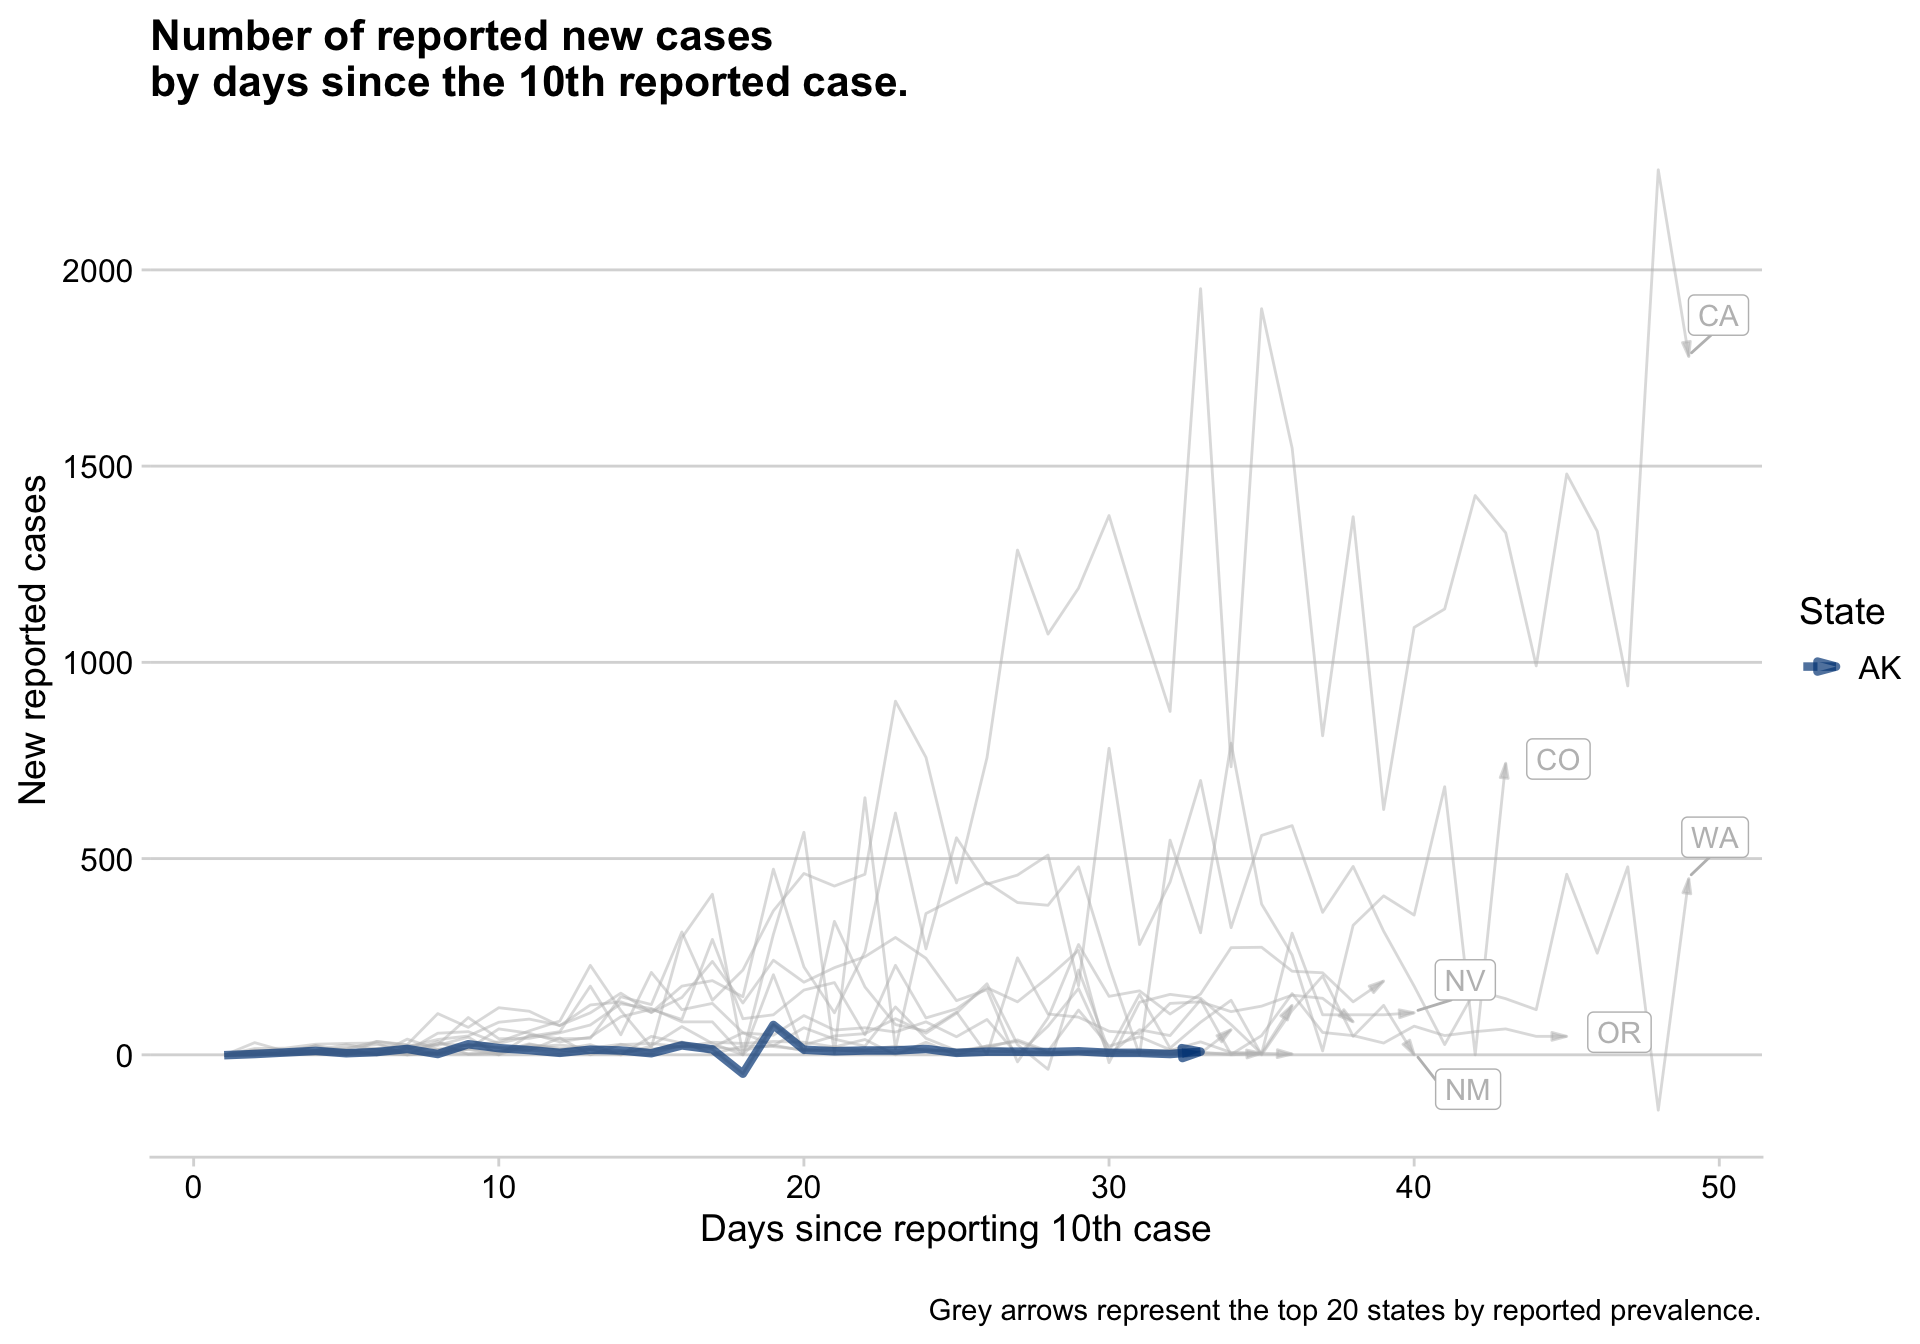 Number of reported new cases
by days since the 10th reported case.
New reported cases
2000
1500
1000
500
0
CA
CO
WA
NV
OR
NM
State
AK
0 10 20 30 40 50
Days since reporting 10th case
Grey arrows represent the top 20 states by reported prevalence.